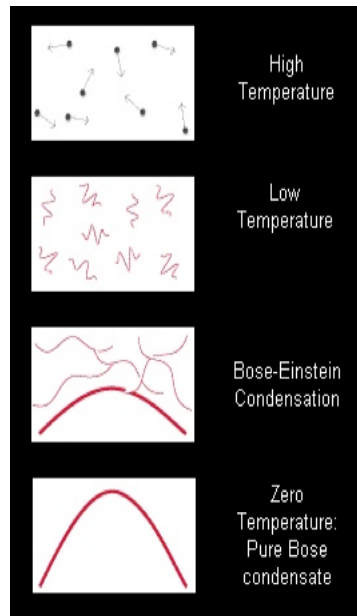 High
Temperature
Low
Temperature
Bose-Einstein
Condensation
Zero
Temperature:
Pure Bose
condensate